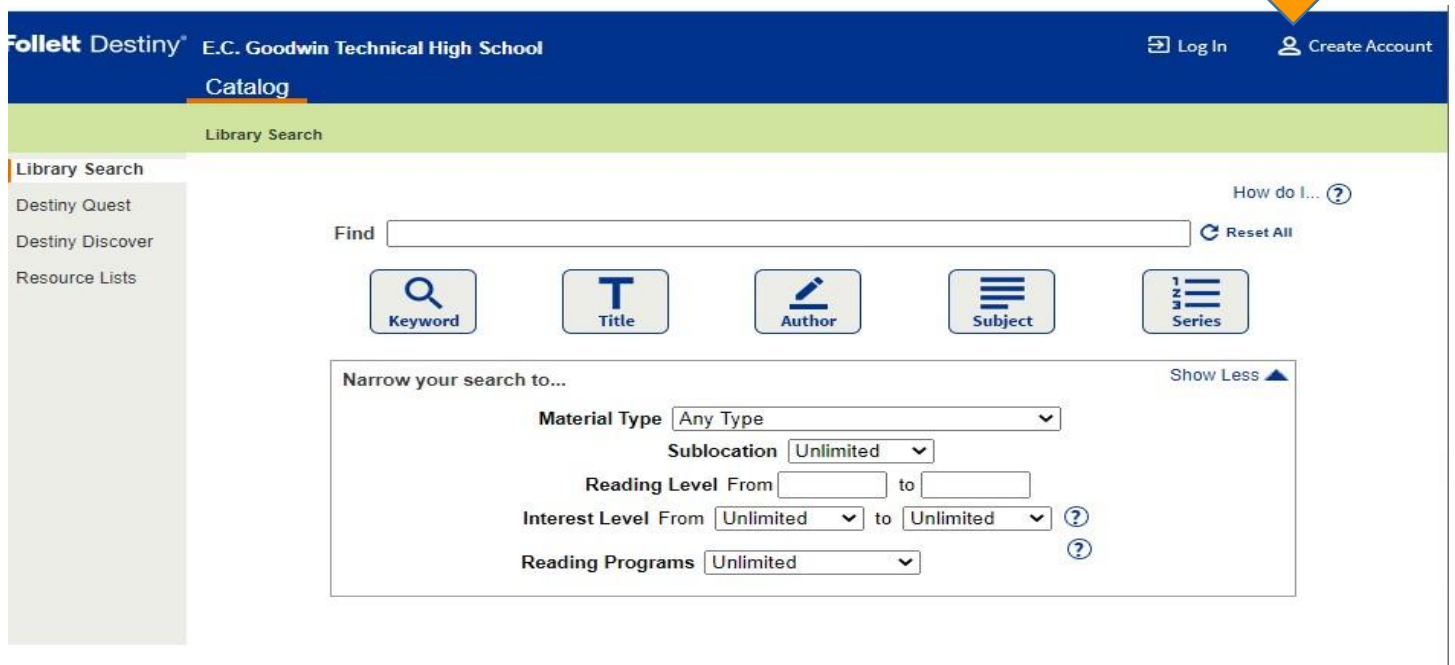 Follett Destiny® E.C. Goodwin Technical High School Log In Create Account
Catalog
Library Search
Library Search
Destiny Quest
Destiny Discover
Resource Lists
How do I... ?
Find Reset All
Keyword Title Author Subject Series
Narrow your search to... Show Less
Material Type Any Type
Sublocation Unlimited
Reading Level From to
Interest Level From Unlimited to Unlimited ?
Reading Programs Unlimited ?